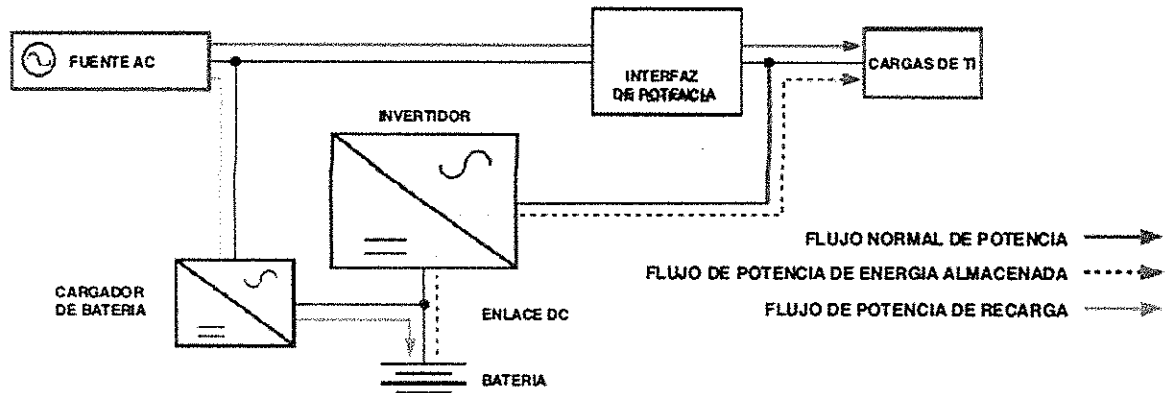 FUENTE AC
INTERFAZ
DE POTENCIA
CARGAS DE TI
INVERTIDOR
FLUJO NORMAL DE POTENCIA
FLUJO DE POTENCIA DE ENERGIA ALMACENADA
FLUJO DE POTENCIA DE RECARGA
CARGADOR
DE BATERIA
ENLACE DC
BATERIA